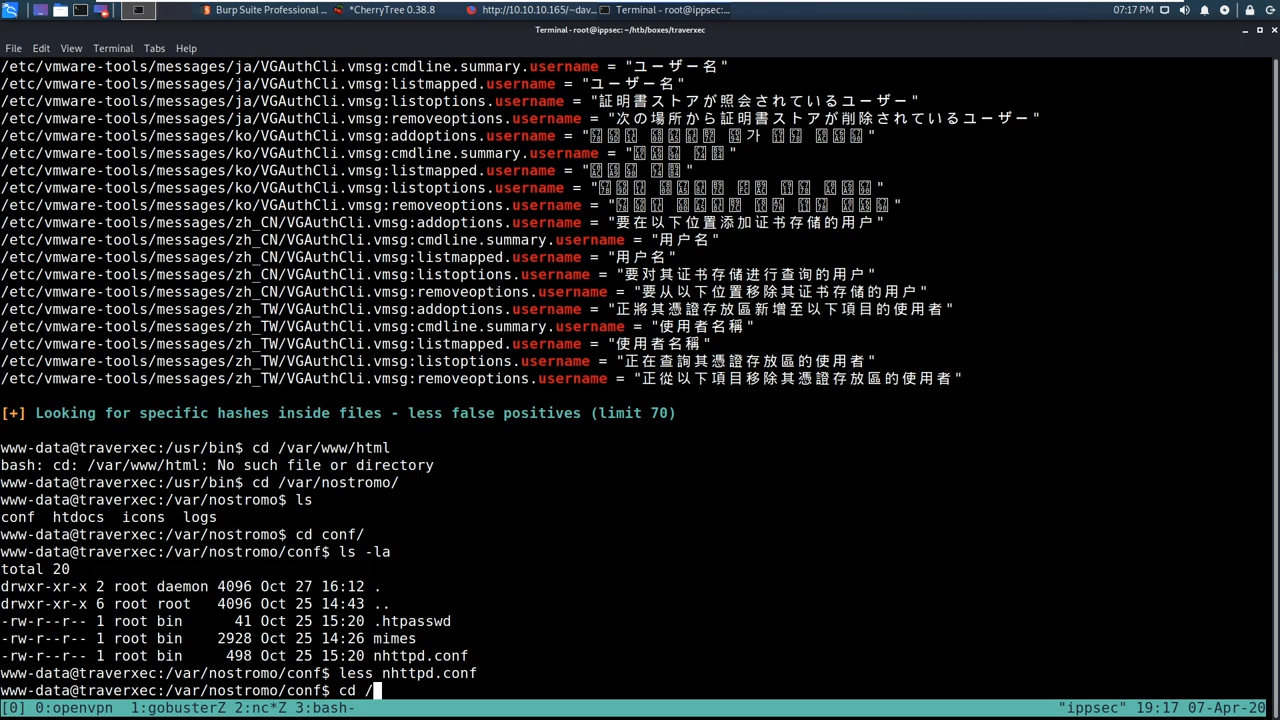 Burp Suite Professional ...
*CherryTree 0.38.8
http://10.10.10.165/~dav...
Terminal - root@ippsec:...
07:17 PM
Terminal - root@ippsec: ~/htb/boxes/traverxec
File Edit View Terminal Tabs Help
/etc/vmware-tools/messages/ja/VGAuthCli.vmsg:cmdline.summary.username = "ユーザー名"
/etc/vmware-tools/messages/ja/VGAuthCli.vmsg:listmapped.username = "ユーザー名"
/etc/vmware-tools/messages/ja/VGAuthCli.vmsg:listoptions.username = "証明書ストアが照会されているユーザー"
/etc/vmware-tools/messages/ja/VGAuthCli.vmsg:removeoptions.username = "次の場所から証明書ストアが削除されているユーザー"
/etc/vmware-tools/messages/ko/VGAuthCli.vmsg:addoptions.username = " 가 "
/etc/vmware-tools/messages/ko/VGAuthCli.vmsg:cmdline.summary.username = " "
/etc/vmware-tools/messages/ko/VGAuthCli.vmsg:listmapped.username = " "
/etc/vmware-tools/messages/ko/VGAuthCli.vmsg:listoptions.username = " "
/etc/vmware-tools/messages/ko/VGAuthCli.vmsg:removeoptions.username = " "
/etc/vmware-tools/messages/zh_CN/VGAuthCli.vmsg:addoptions.username = "要在以下位置添加证书存储的用户"
/etc/vmware-tools/messages/zh_CN/VGAuthCli.vmsg:cmdline.summary.username = "用户名"
/etc/vmware-tools/messages/zh_CN/VGAuthCli.vmsg:listmapped.username = "用户名"
/etc/vmware-tools/messages/zh_CN/VGAuthCli.vmsg:listoptions.username = "要对其证书存储进行查询的用户"
/etc/vmware-tools/messages/zh_CN/VGAuthCli.vmsg:removeoptions.username = "要从以下位置移除其证书存储的用户"
/etc/vmware-tools/messages/zh_TW/VGAuthCli.vmsg:addoptions.username = "正將其憑證存放區新增至以下項目的使用者"
/etc/vmware-tools/messages/zh_TW/VGAuthCli.vmsg:cmdline.summary.username = "使用者名稱"
/etc/vmware-tools/messages/zh_TW/VGAuthCli.vmsg:listmapped.username = "使用者名稱"
/etc/vmware-tools/messages/zh_TW/VGAuthCli.vmsg:listoptions.username = "正在查詢其憑證存放區的使用者"
/etc/vmware-tools/messages/zh_TW/VGAuthCli.vmsg:removeoptions.username = "正從以下項目移除其憑證存放區的使用者"
[+] Looking for specific hashes inside files - less false positives (limit 70)
www-data@traverxec:/usr/bin$ cd /var/www/html
bash: cd: /var/www/html: No such file or directory
www-data@traverxec:/usr/bin$ cd /var/nostromo/
www-data@traverxec:/var/nostromo$ ls
conf  htdocs  icons  logs
www-data@traverxec:/var/nostromo$ cd conf/
www-data@traverxec:/var/nostromo/conf$ ls -la
total 20
drwxr-xr-x 2 root daemon 4096 Oct 27 16:12 .
drwxr-xr-x 6 root root   4096 Oct 25 14:43 ..
-rw-r--r-- 1 root bin      41 Oct 25 15:20 .htpasswd
-rw-r--r-- 1 root bin    2928 Oct 25 14:26 mimes
-rw-r--r-- 1 root bin     498 Oct 25 15:20 nhttpd.conf
www-data@traverxec:/var/nostromo/conf$ less nhttpd.conf
www-data@traverxec:/var/nostromo/conf$ cd /
[0] 0:openvpn  1:gobusterZ 2:nc*Z 3:bash- "ippsec" 19:17 07-Apr-20